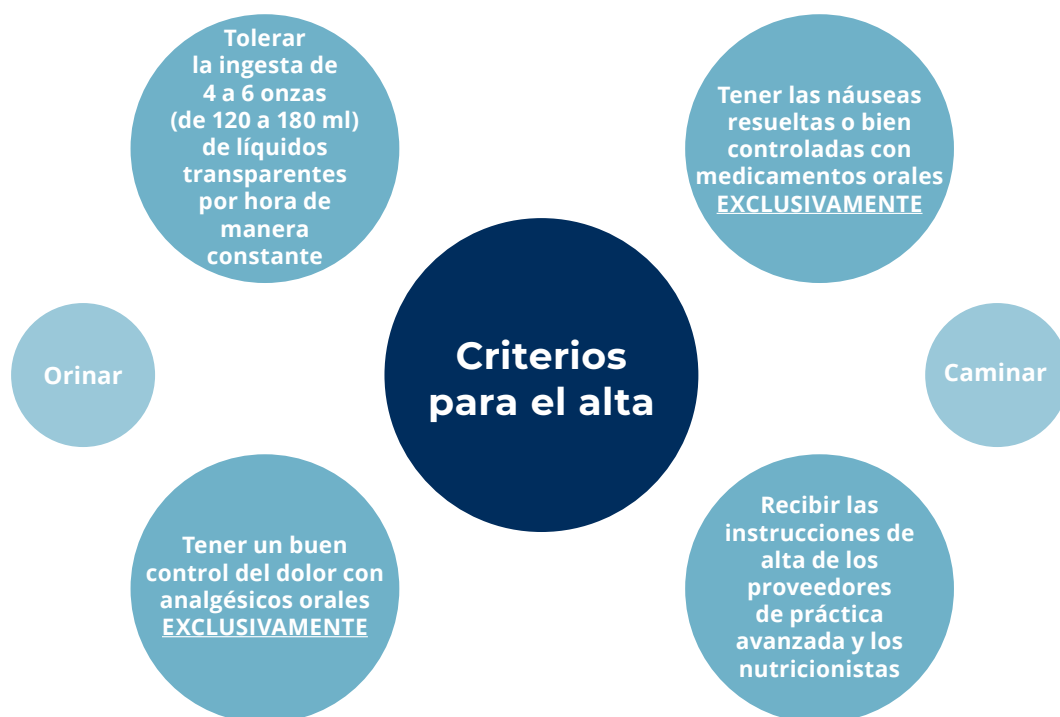 Tolerar
la ingesta de
4 a 6 onzas
(de 120 a 180 ml)
de líquidos
transparentes
por hora de
manera
constante
Tener las náuseas
resueltas o bien
controladas con
medicamentos orales
EXCLUSIVAMENTE
Orinar
Criterios
para el alta
Caminar
Tener un buen
control del dolor con
analgésicos orales
EXCLUSIVAMENTE
Recibir las
instrucciones de
alta de los
proveedores
de práctica
avanzada y los
nutricionistas